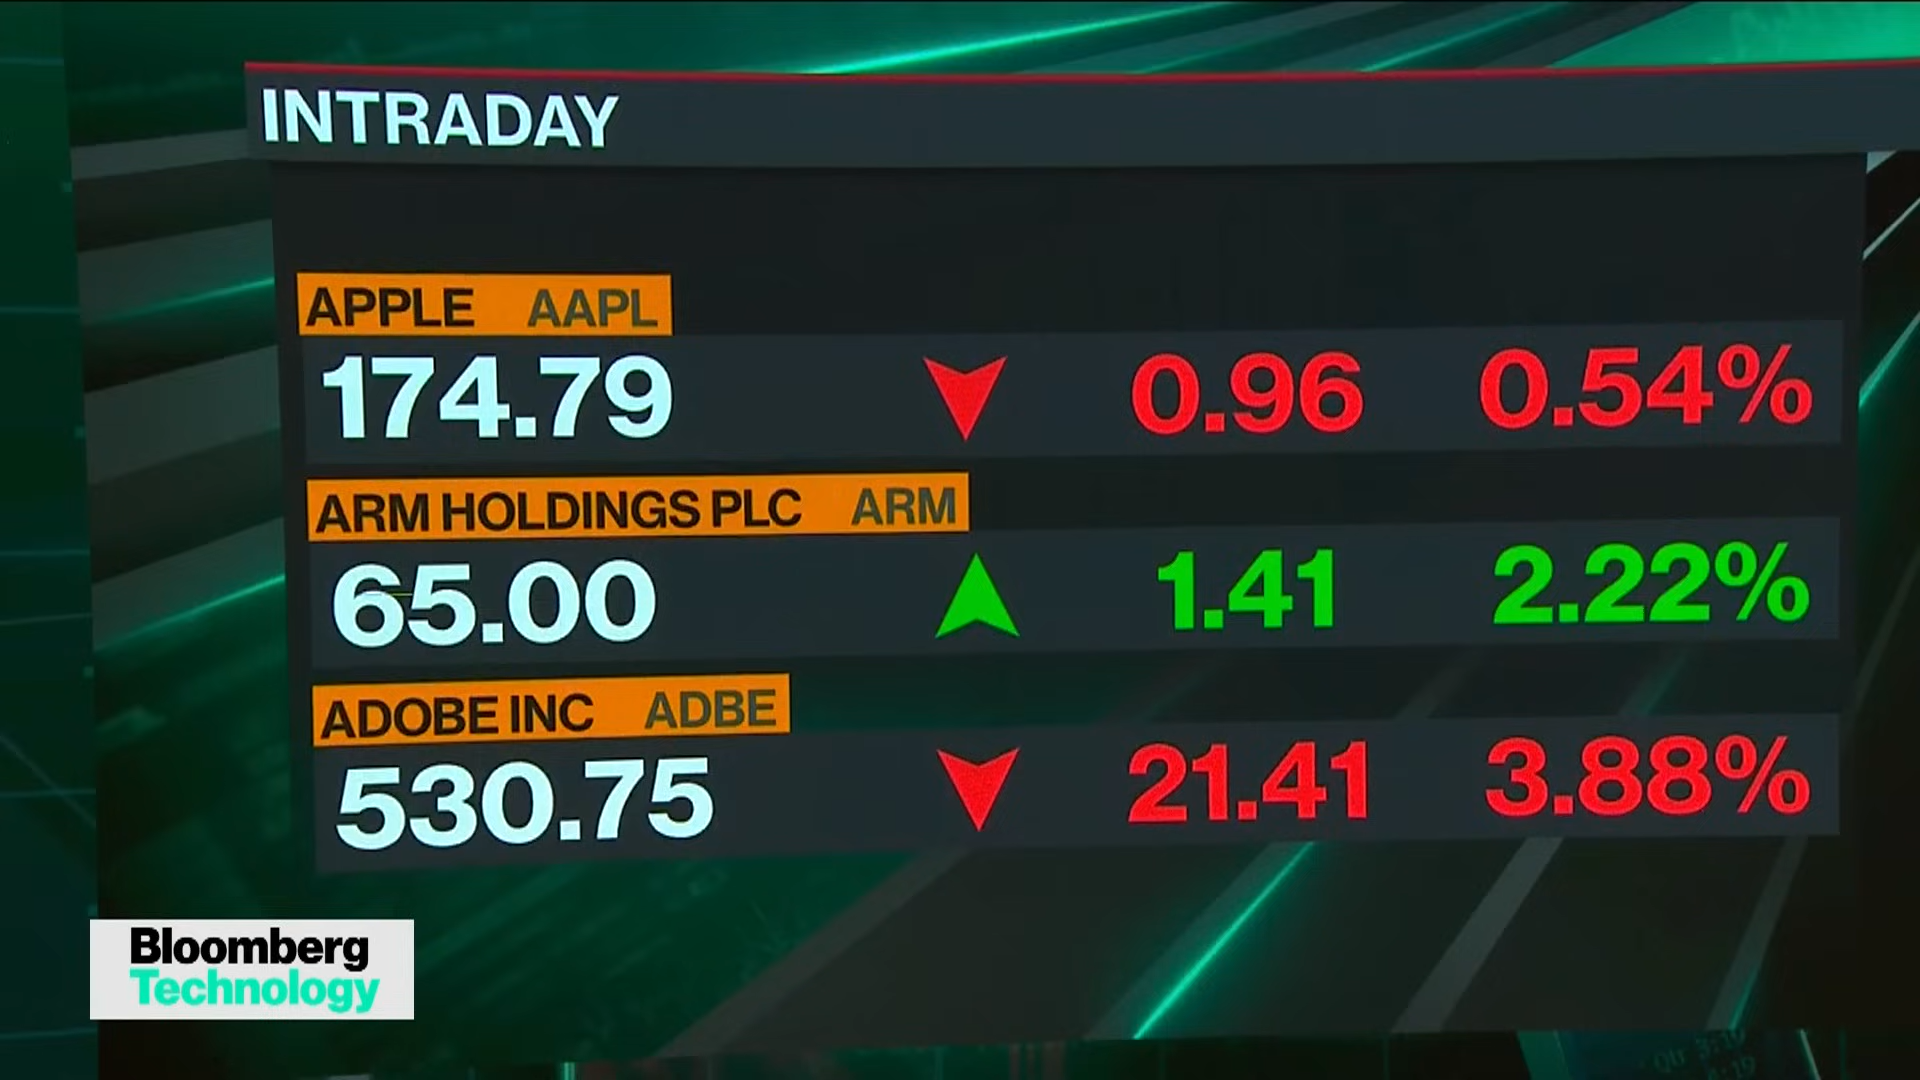 INTRADAY
APPLE AAPL
174.79 0.96 0.54%
ARM HOLDINGS PLC ARM
65.00 1.41 2.22%
ADOBE INC ADBE
530.75 21.41 3.88%
Bloomberg
Technology